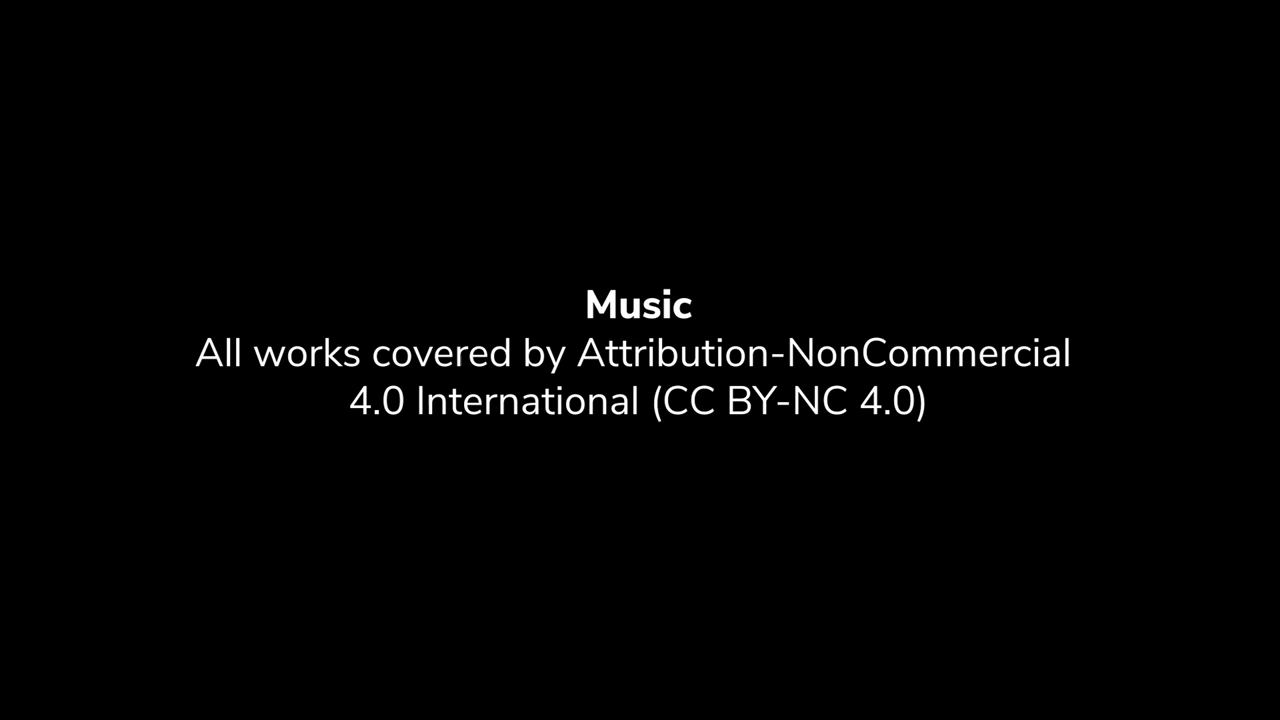 Music
All works covered by Attribution-NonCommercial
4.0 International (CC BY-NC 4.0)